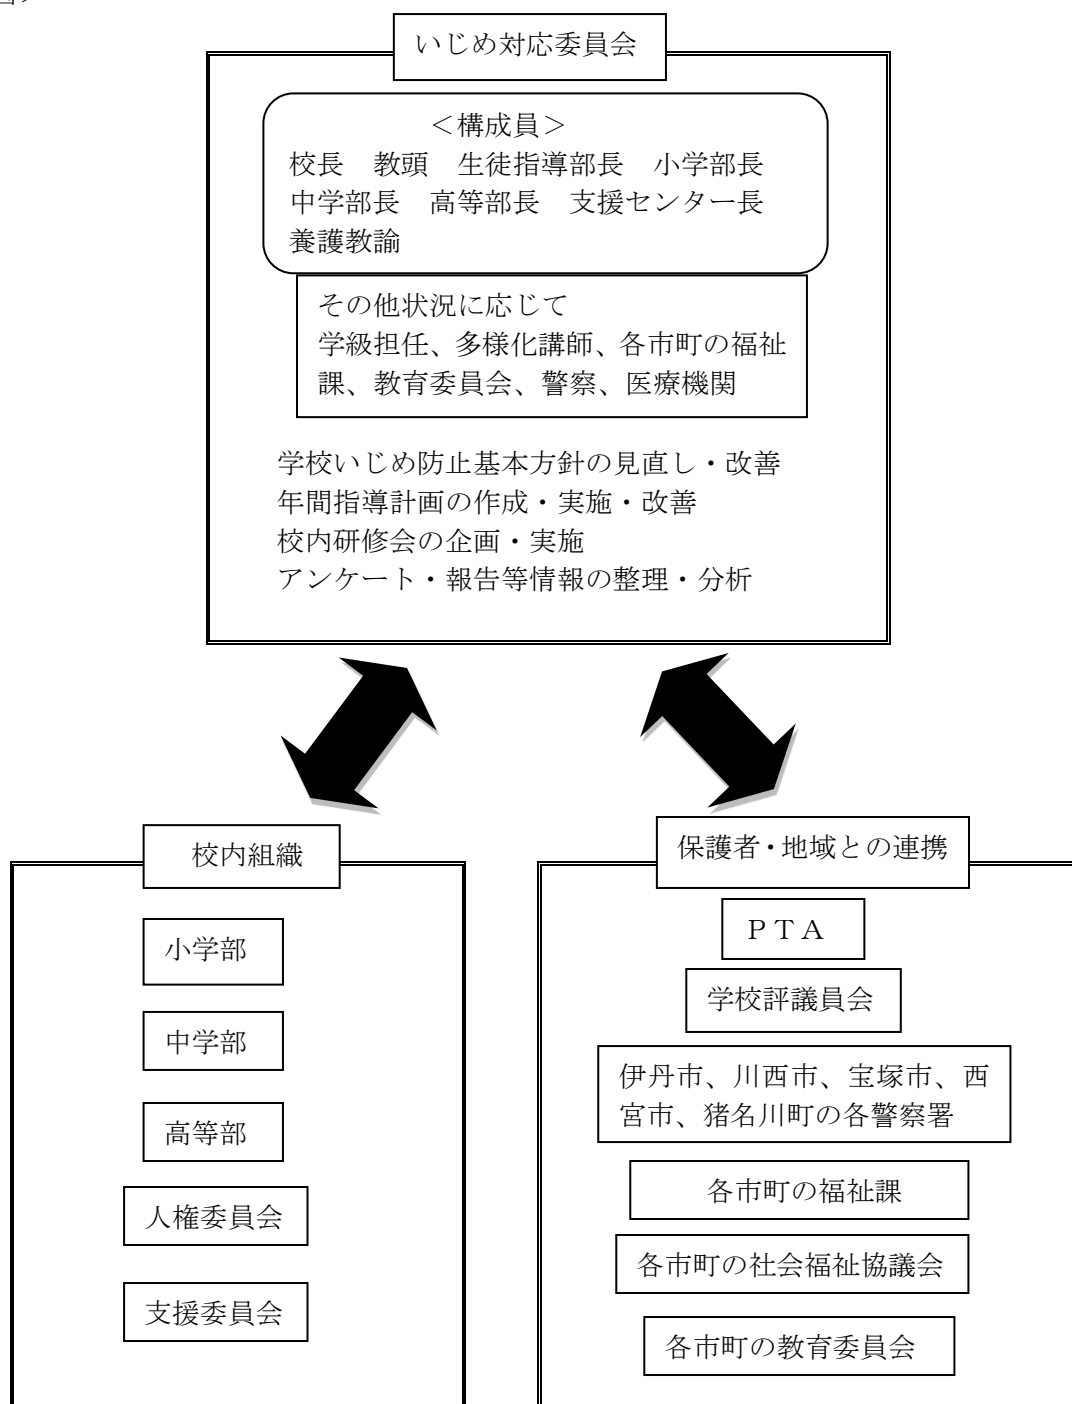 いじめ対応委員会
＜構成員＞
校長　教頭　生徒指導部長　小学部長
中学部長　高等部長　支援センター長
養護教諭
その他状況に応じて
学級担任、多様化講師、各市町の福祉
課、教育委員会、警察、医療機関
学校いじめ防止基本方針の見直し・改善
年間指導計画の作成・実施・改善
校内研修会の企画・実施
アンケート・報告等情報の整理・分析
校内組織
小学部
中学部
高等部
人権委員会
支援委員会
保護者・地域との連携
ＰＴＡ
学校評議員会
伊丹市、川西市、宝塚市、西
宮市、猪名川町の各警察署
各市町の福祉課
各市町の社会福祉協議会
各市町の教育委員会